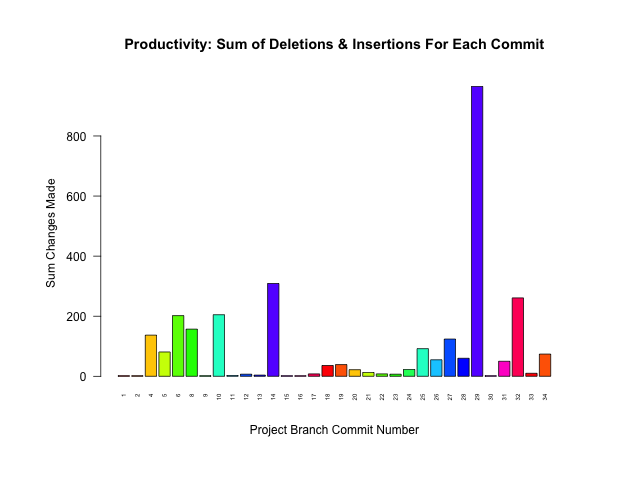 Productivity: Sum of Deletions & Insertions For Each Commit
Sum Changes Made
800
600
400
200
0
1 2 4 5 6 8 9 10 11 12 13 14 15 16 17 18 19 20 21 22 23 24 25 26 27 28 29 30 31 32 33 34
Project Branch Commit Number